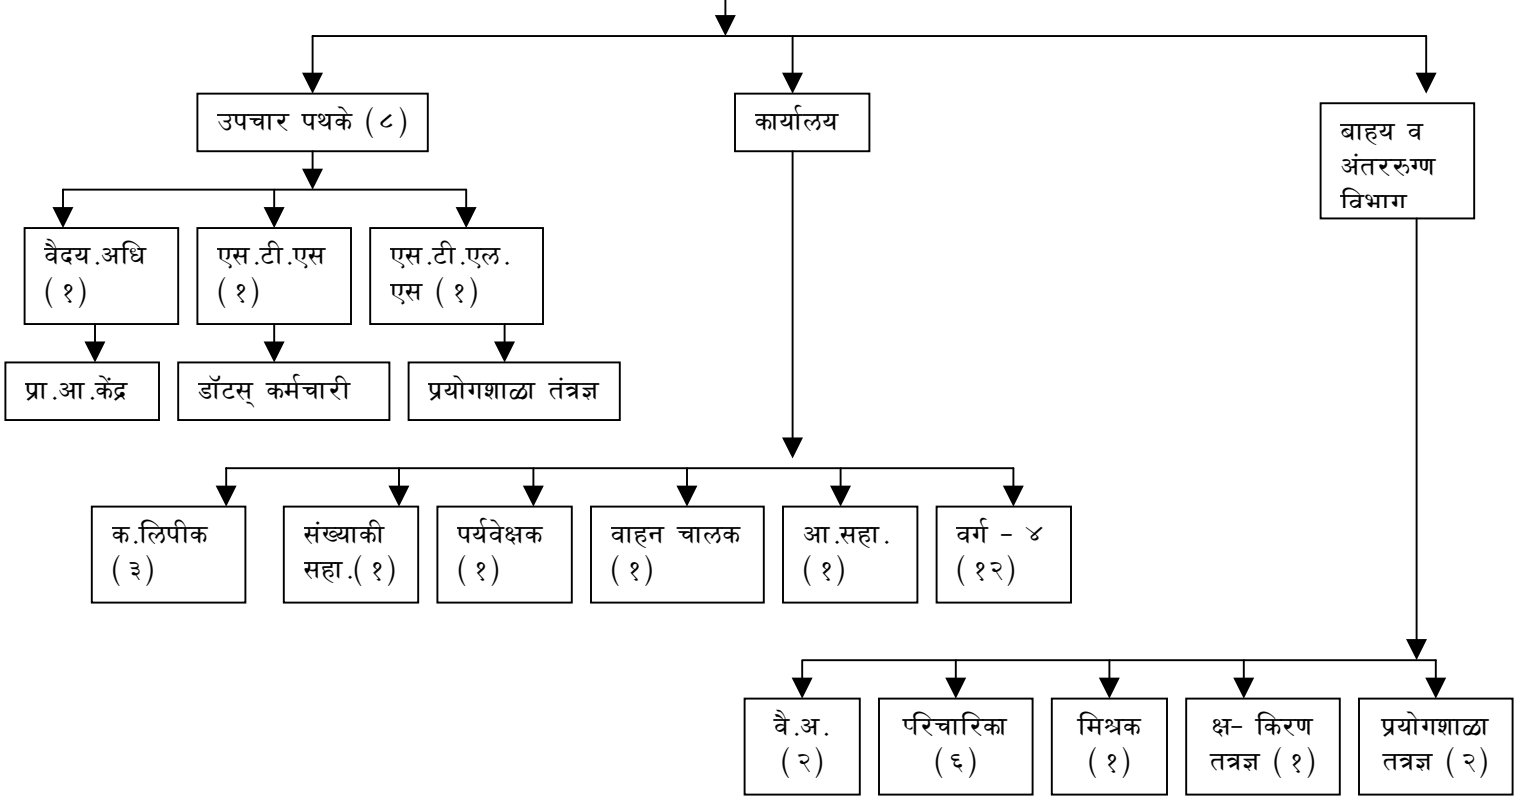 उपचार पथके (८)
कार्यालय
बाहय व
अंतररुग्ण
विभाग
वैदय.अधि
(१)
एस.टी.एस
(१)
एस.टी.एल.
एस (१)
प्रा.आ.केंद्र
डॉटस् कर्मचारी
प्रयोगशाळा तंत्रज्ञ
क.लिपीक
(३)
संख्याकी
सहा.(१)
पर्यवेक्षक
(१)
वाहन चालक
(१)
आ.सहा.
(१)
वर्ग - ४
(१२)
वै.अ.
(२)
परिचारिका
(६)
मिश्रक
(१)
क्ष- किरण
तत्रज्ञ (१)
प्रयोगशाळा
तत्रज्ञ (२)